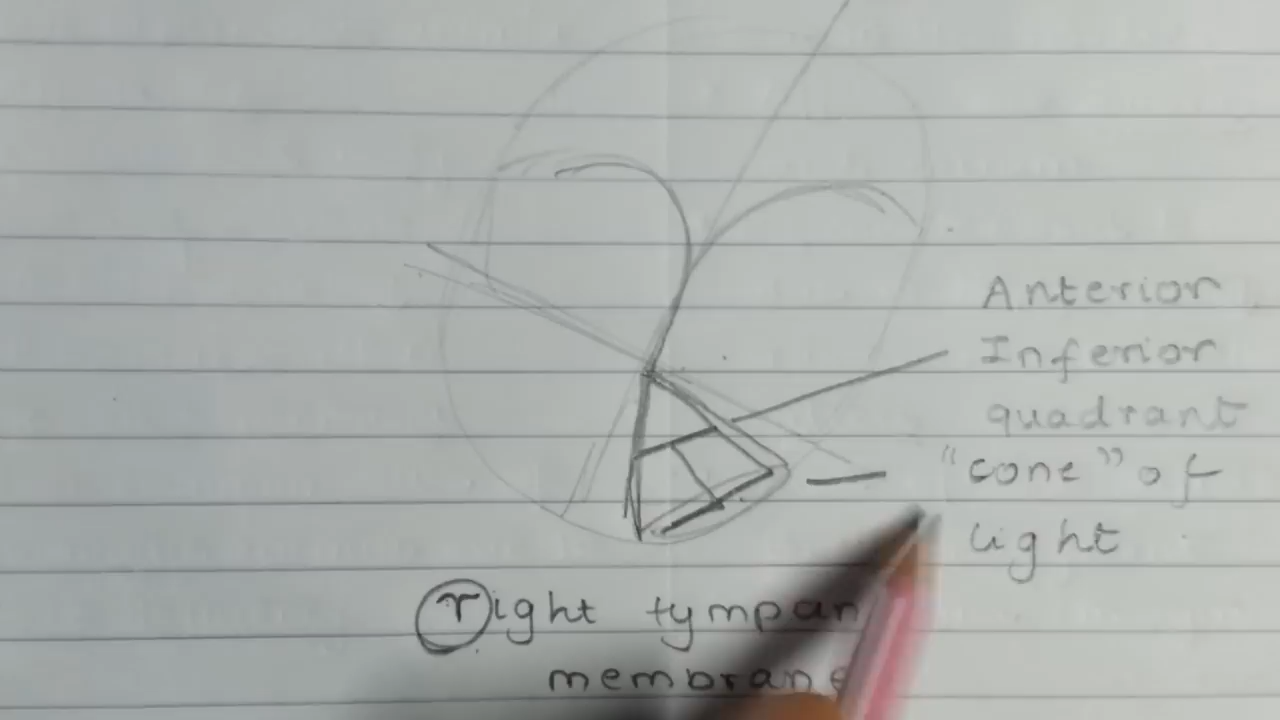 Anterior
Inferior
quadrant
"cone" of
light
right tympan
membrane